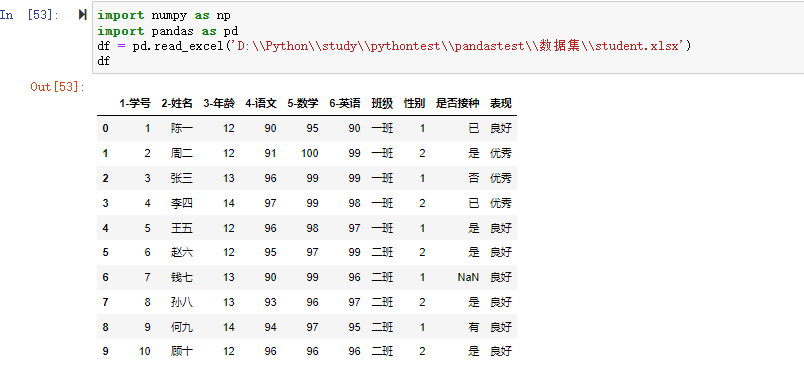 In [53]:
import numpy as np
import pandas as pd
df = pd.read_excel('D:\\Python\\study\\pythontest\\pandastest\\数据集\\student.xlsx')
df
Out[53]:
1-学号 2-姓名 3-年龄 4-语文 5-数学 6-英语 班级 性别 是否接种 表现
0 1 陈一 12 90 95 90 一班 1 已 良好
1 2 周二 12 91 100 99 一班 2 是 优秀
2 3 张三 13 96 99 99 一班 1 否 优秀
3 4 李四 14 97 99 98 一班 2 已 优秀
4 5 王五 12 96 98 97 一班 1 是 良好
5 6 赵六 12 95 97 99 二班 2 是 良好
6 7 钱七 13 90 99 96 二班 1 NaN 良好
7 8 孙八 13 93 96 97 二班 2 是 良好
8 9 何九 14 94 97 95 二班 1 有 良好
9 10 顾十 12 96 96 96 二班 2 是 良好